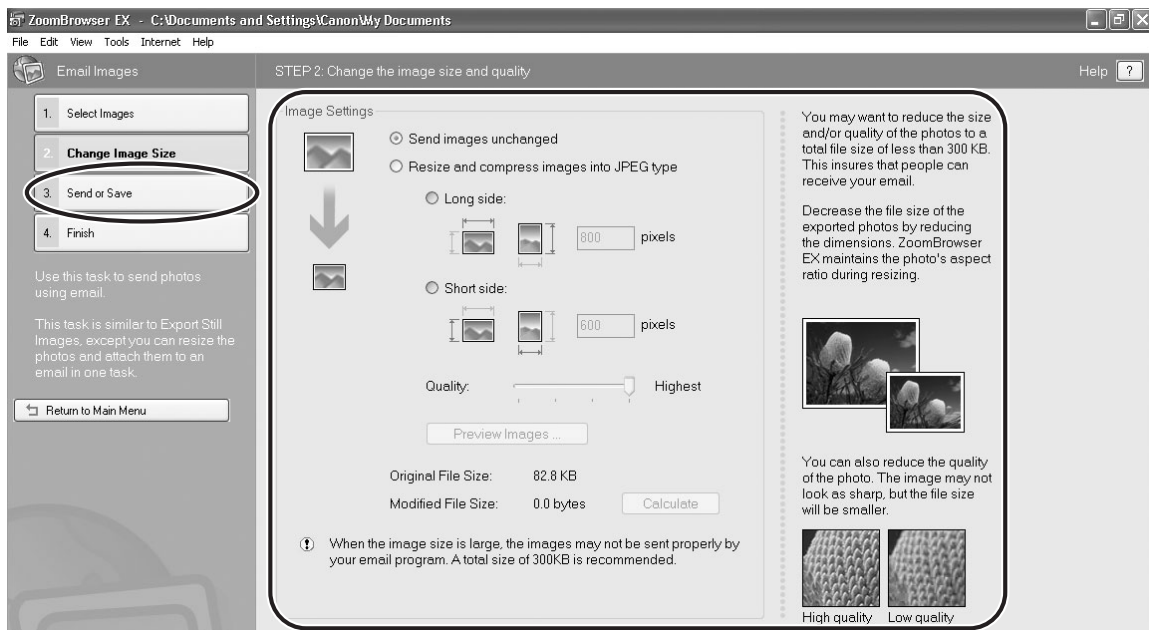 ZoomBrowser EX - C:\Documents and Settings\Canon\My Documents
File Edit View Tools Internet Help
Email Images
STEP 2: Change the image size and quality
Help ?
1. Select Images
2. Change Image Size
3. Send or Save
4. Finish
Use this task to send photos
using email.
This task is similar to Export Still
Images, except you can resize the
photos and attach them to an
email in one task.
Return to Main Menu
Image Settings
Send images unchanged
Resize and compress images into JPEG type
Long side:
800 pixels
Short side:
600 pixels
Quality: Highest
Preview Images ...
Original File Size: 82.8 KB
Modified File Size: 0.0 bytes Calculate
When the image size is large, the images may not be sent properly by
your email program. A total size of 300KB is recommended.
You may want to reduce the size
and/or quality of the photos to a
total file size of less than 300 KB.
This insures that people can
receive your email.
Decrease the file size of the
exported photos by reducing
the dimensions. ZoomBrowser
EX maintains the photo's aspect
ratio during resizing.
You can also reduce the quality
of the photo. The image may not
look as sharp, but the file size
will be smaller.
High quality Low quality